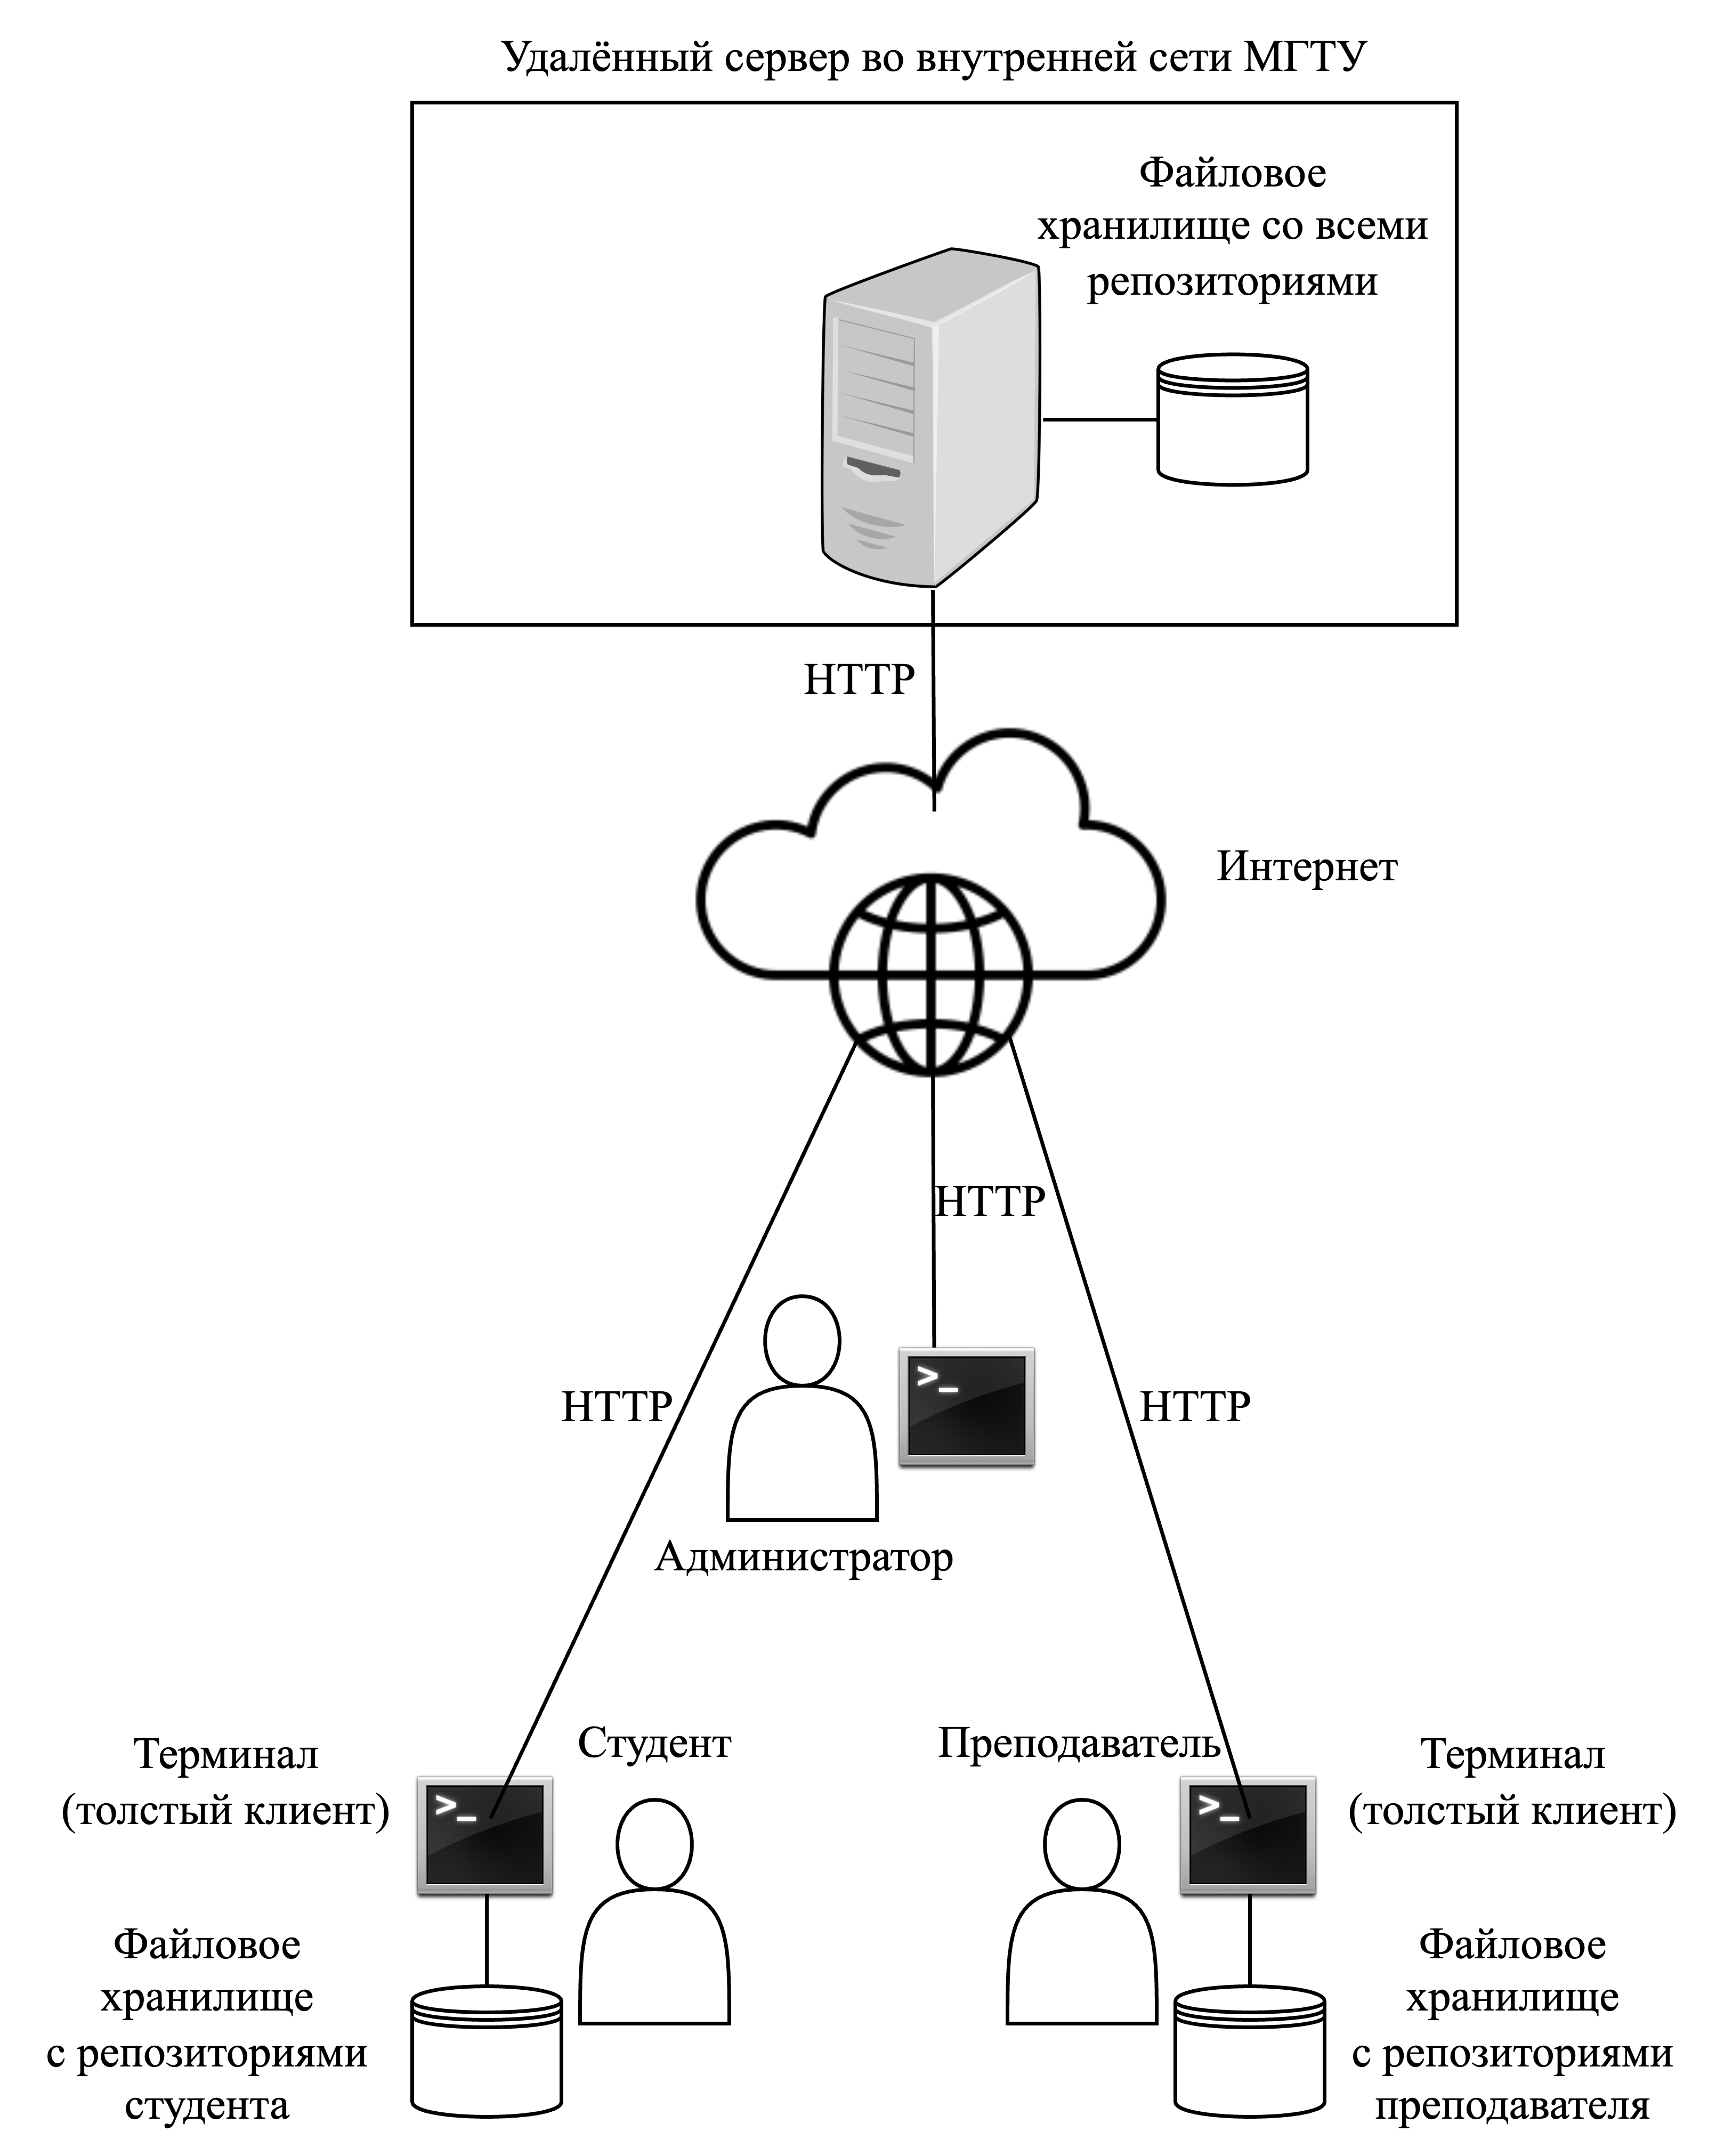 Удалённый сервер во внутренней сети МГТУ
Файловое
хранилище со всеми
репозиториями
HTTP
Интернет
HTTP
>_
HTTP
HTTP
Администратор
Терминал
(толстый клиент)
>_
Студент
Преподаватель
>_
Терминал
(толстый клиент)
Файловое
хранилище
с репозиториями
студента
Файловое
хранилище
с репозиториями
преподавателя